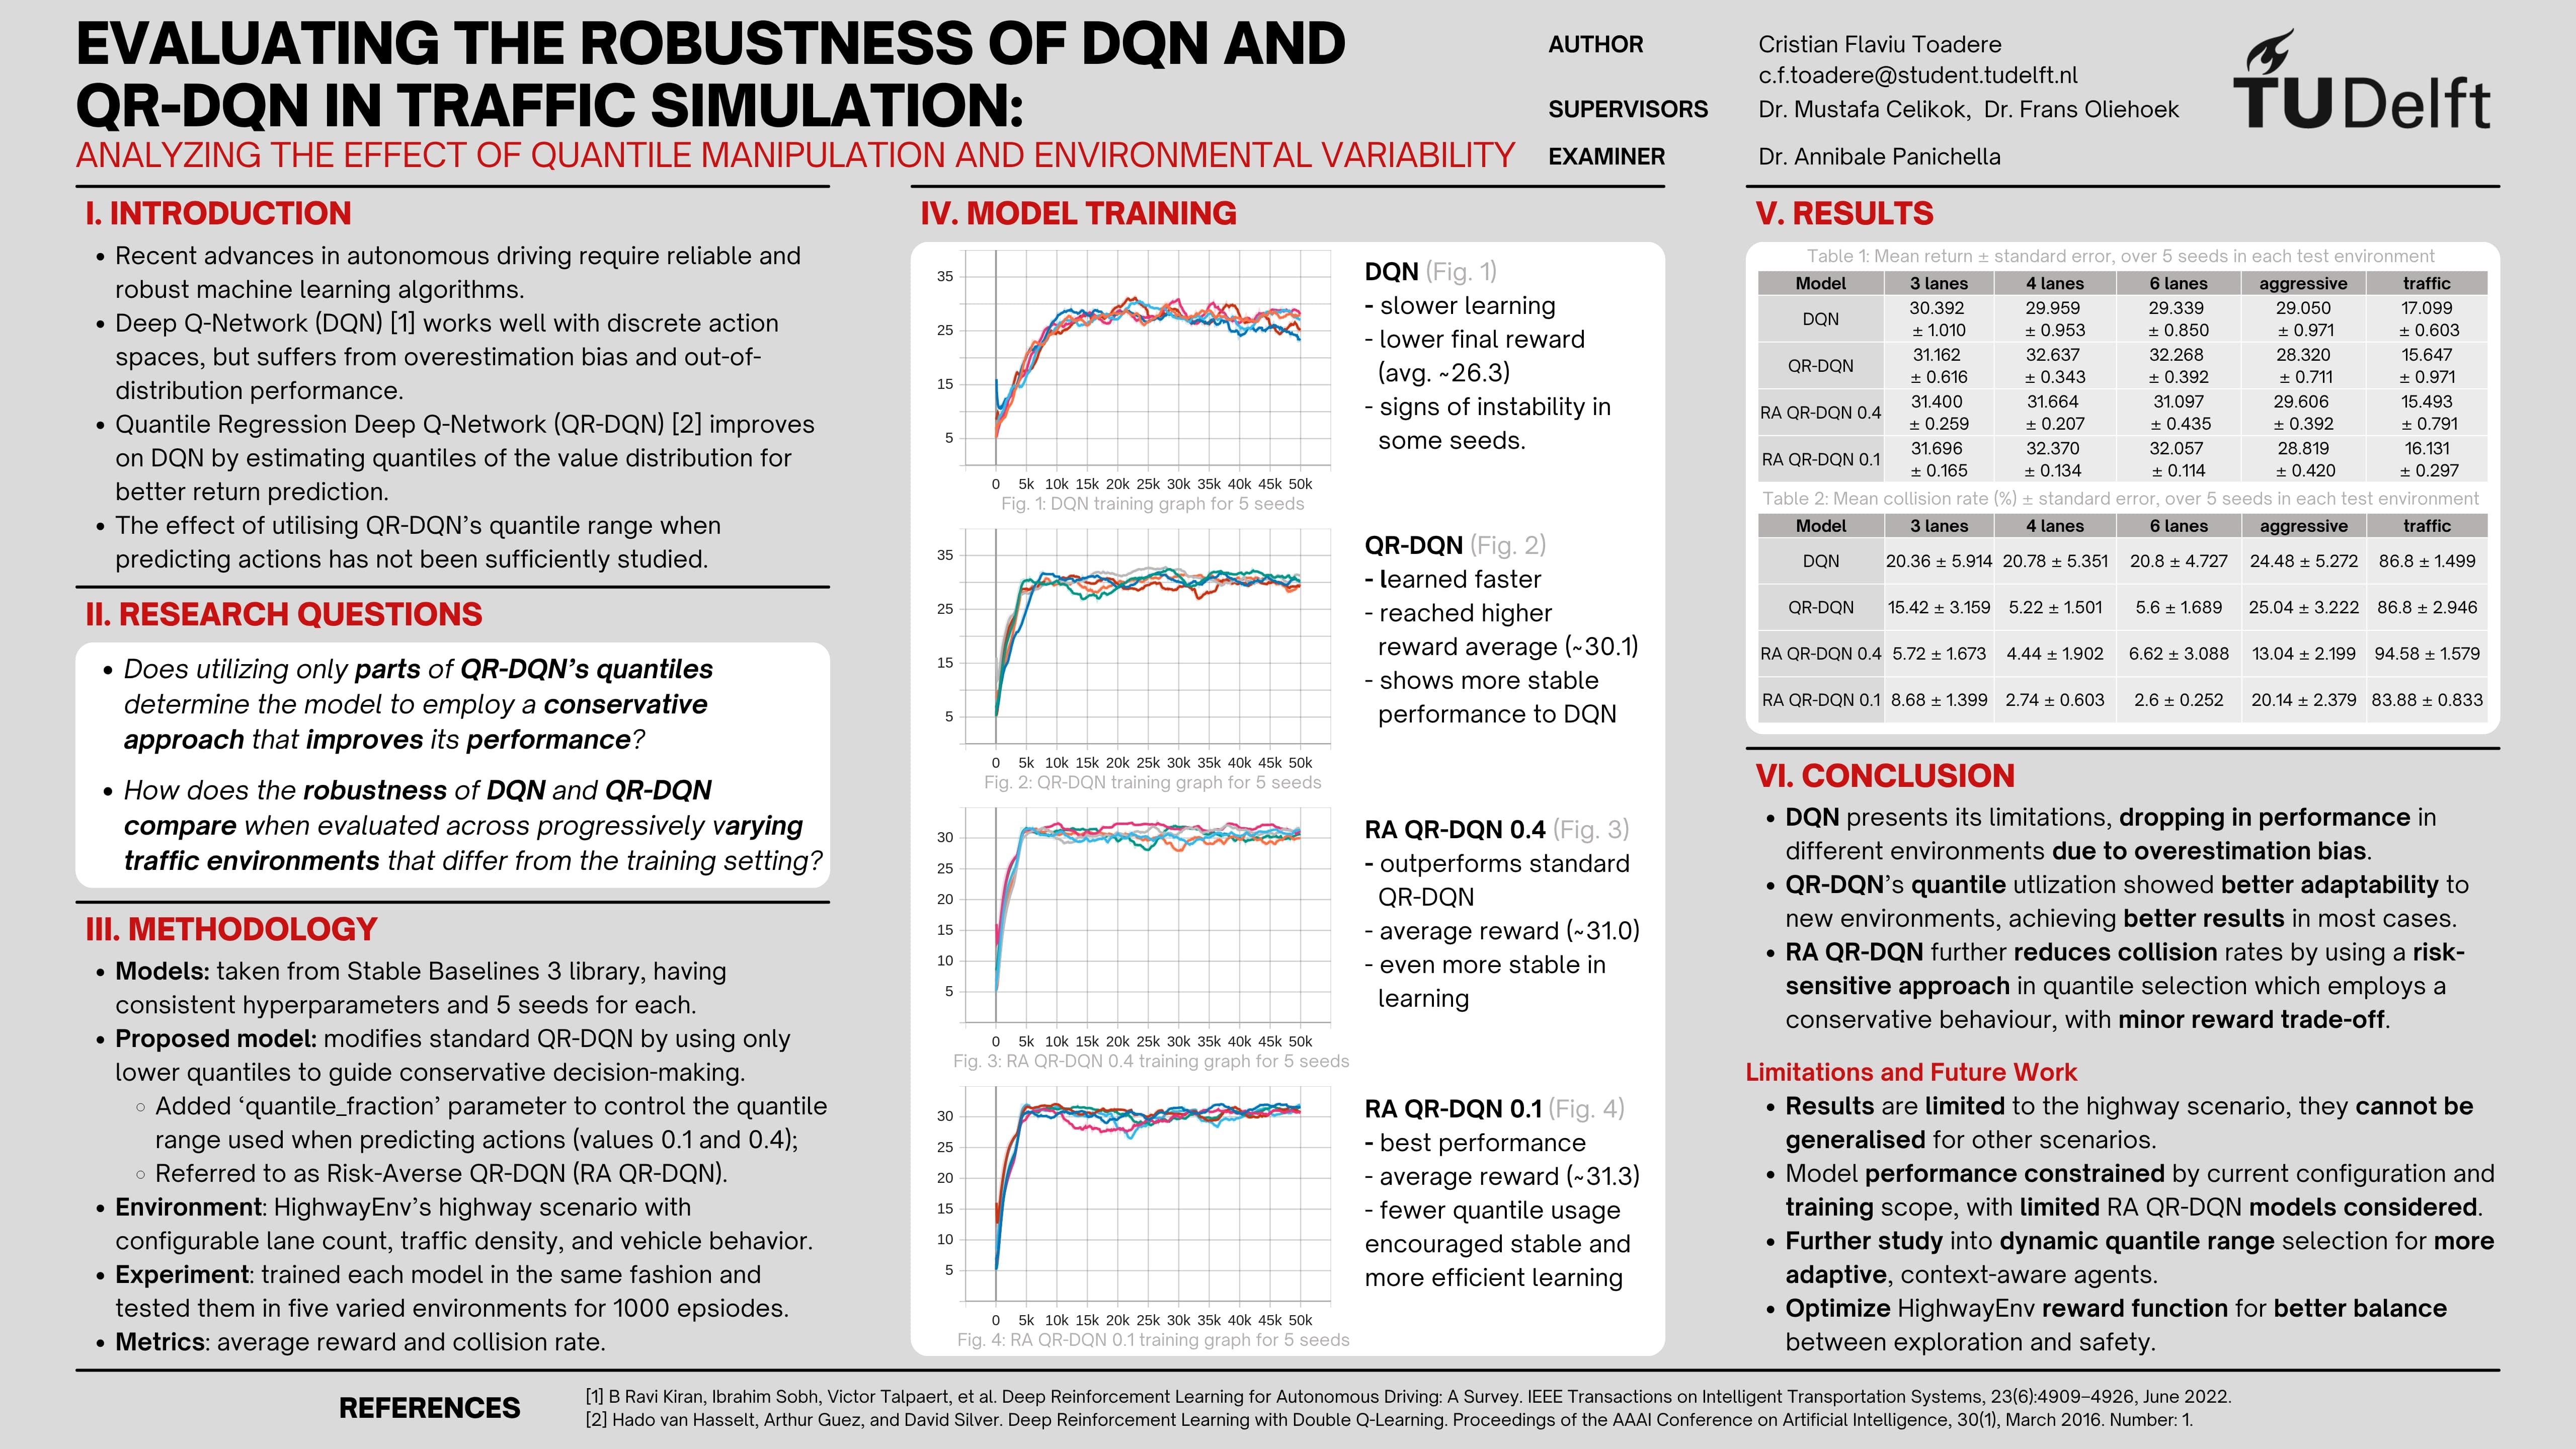 EVALUATING THE ROBUSTNESS OF DQN AND
QR-DQN IN TRAFFIC SIMULATION:
ANALYZING THE EFFECT OF QUANTILE MANIPULATION AND ENVIRONMENTAL VARIABILITY
AUTHOR
Cristian Flaviu Toadere
c.f.toadere@student.tudelft.nl
SUPERVISORS
Dr. Mustafa Celikok, Dr. Frans Oliehoek
EXAMINER
Dr. Annibale Panichella
TU Delft
I. INTRODUCTION
• Recent advances in autonomous driving require reliable and
robust machine learning algorithms.
• Deep Q-Network (DQN) [1] works well with discrete action
spaces, but suffers from overestimation bias and out-of-
distribution performance.
• Quantile Regression Deep Q-Network (QR-DQN) [2] improves
on DQN by estimating quantiles of the value distribution for
better return prediction.
• The effect of utilising QR-DQN’s quantile range when
predicting actions has not been sufficiently studied.
II. RESEARCH QUESTIONS
• Does utilizing only parts of QR-DQN’s quantiles
determine the model to employ a conservative
approach that improves its performance?
• How does the robustness of DQN and QR-DQN
compare when evaluated across progressively varying
traffic environments that differ from the training setting?
III. METHODOLOGY
• Models: taken from Stable Baselines 3 library, having
consistent hyperparameters and 5 seeds for each.
• Proposed model: modifies standard QR-DQN by using only
lower quantiles to guide conservative decision-making.
◦ Added ‘quantile_fraction’ parameter to control the quantile
range used when predicting actions (values 0.1 and 0.4);
◦ Referred to as Risk-Averse QR-DQN (RA QR-DQN).
• Environment: HighwayEnv’s highway scenario with
configurable lane count, traffic density, and vehicle behavior.
• Experiment: trained each model in the same fashion and
tested them in five varied environments for 1000 epsiodes.
• Metrics: average reward and collision rate.
IV. MODEL TRAINING
35
25
15
5
0 5k 10k 15k 20k 25k 30k 35k 40k 45k 50k
Fig. 1: DQN training graph for 5 seeds
DQN (Fig. 1)
- slower learning
- lower final reward
(avg. ~26.3)
- signs of instability in
some seeds.
35
25
15
5
0 5k 10k 15k 20k 25k 30k 35k 40k 45k 50k
Fig. 2: QR-DQN training graph for 5 seeds
QR-DQN (Fig. 2)
- learned faster
- reached higher
reward average (~30.1)
- shows more stable
performance to DQN
30
25
20
15
10
5
0 5k 10k 15k 20k 25k 30k 35k 40k 45k 50k
Fig. 3: RA QR-DQN 0.4 training graph for 5 seeds
RA QR-DQN 0.4 (Fig. 3)
- outperforms standard
QR-DQN
- average reward (~31.0)
- even more stable in
learning
30
25
20
15
10
5
0 5k 10k 15k 20k 25k 30k 35k 40k 45k 50k
Fig. 4: RA QR-DQN 0.1 training graph for 5 seeds
RA QR-DQN 0.1 (Fig. 4)
- best performance
- average reward (~31.3)
- fewer quantile usage
encouraged stable and
more efficient learning
V. RESULTS
Table 1: Mean return ± standard error, over 5 seeds in each test environment
Model 3 lanes 4 lanes 6 lanes aggressive traffic
DQN 30.392 ± 1.010 29.959 ± 0.953 29.339 ± 0.850 29.050 ± 0.971 17.099 ± 0.603
QR-DQN 31.162 ± 0.616 32.637 ± 0.343 32.268 ± 0.392 28.320 ± 0.711 15.647 ± 0.971
RA QR-DQN 0.4 31.400 ± 0.259 31.664 ± 0.207 31.097 ± 0.435 29.606 ± 0.392 15.493 ± 0.791
RA QR-DQN 0.1 31.696 ± 0.165 32.370 ± 0.134 32.057 ± 0.114 28.819 ± 0.420 16.131 ± 0.297
Table 2: Mean collision rate (%) ± standard error, over 5 seeds in each test environment
Model 3 lanes 4 lanes 6 lanes aggressive traffic
DQN 20.36 ± 5.914 20.78 ± 5.351 20.8 ± 4.727 24.48 ± 5.272 86.8 ± 1.499
QR-DQN 15.42 ± 3.159 5.22 ± 1.501 5.6 ± 1.689 25.04 ± 3.222 86.8 ± 2.946
RA QR-DQN 0.4 5.72 ± 1.673 4.44 ± 1.902 6.62 ± 3.088 13.04 ± 2.199 94.58 ± 1.579
RA QR-DQN 0.1 8.68 ± 1.399 2.74 ± 0.603 2.6 ± 0.252 20.14 ± 2.379 83.88 ± 0.833
VI. CONCLUSION
• DQN presents its limitations, dropping in performance in
different environments due to overestimation bias.
• QR-DQN’s quantile utlization showed better adaptability to
new environments, achieving better results in most cases.
• RA QR-DQN further reduces collision rates by using a risk-
sensitive approach in quantile selection which employs a
conservative behaviour, with minor reward trade-off.
Limitations and Future Work
• Results are limited to the highway scenario, they cannot be
generalised for other scenarios.
• Model performance constrained by current configuration and
training scope, with limited RA QR-DQN models considered.
• Further study into dynamic quantile range selection for more
adaptive, context-aware agents.
• Optimize HighwayEnv reward function for better balance
between exploration and safety.
REFERENCES
[1] B Ravi Kiran, Ibrahim Sobh, Victor Talpaert, et al. Deep Reinforcement Learning for Autonomous Driving: A Survey. IEEE Transactions on Intelligent Transportation Systems, 23(6):4909–4926, June 2022.
[2] Hado van Hasselt, Arthur Guez, and David Silver. Deep Reinforcement Learning with Double Q-Learning. Proceedings of the AAAI Conference on Artificial Intelligence, 30(1), March 2016. Number: 1.